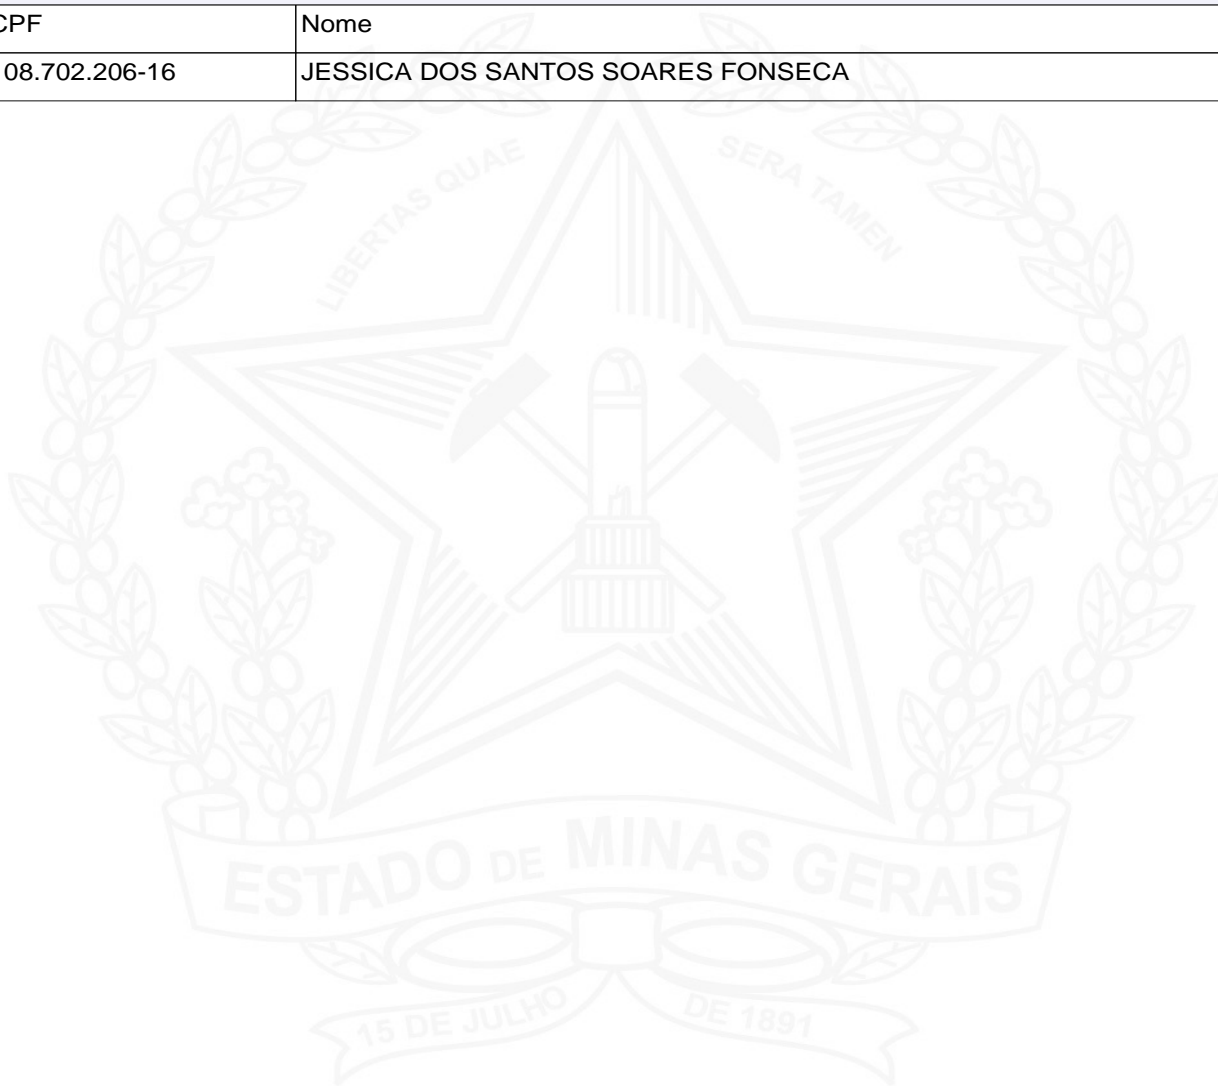 CPF Nome
08.702.206-16 JESSICA DOS SANTOS SOARES FONSECA
LIBERTAS QUAE SERA TAMEN
ESTADO DE MINAS GERAIS
15 DE JULHO DE 1891